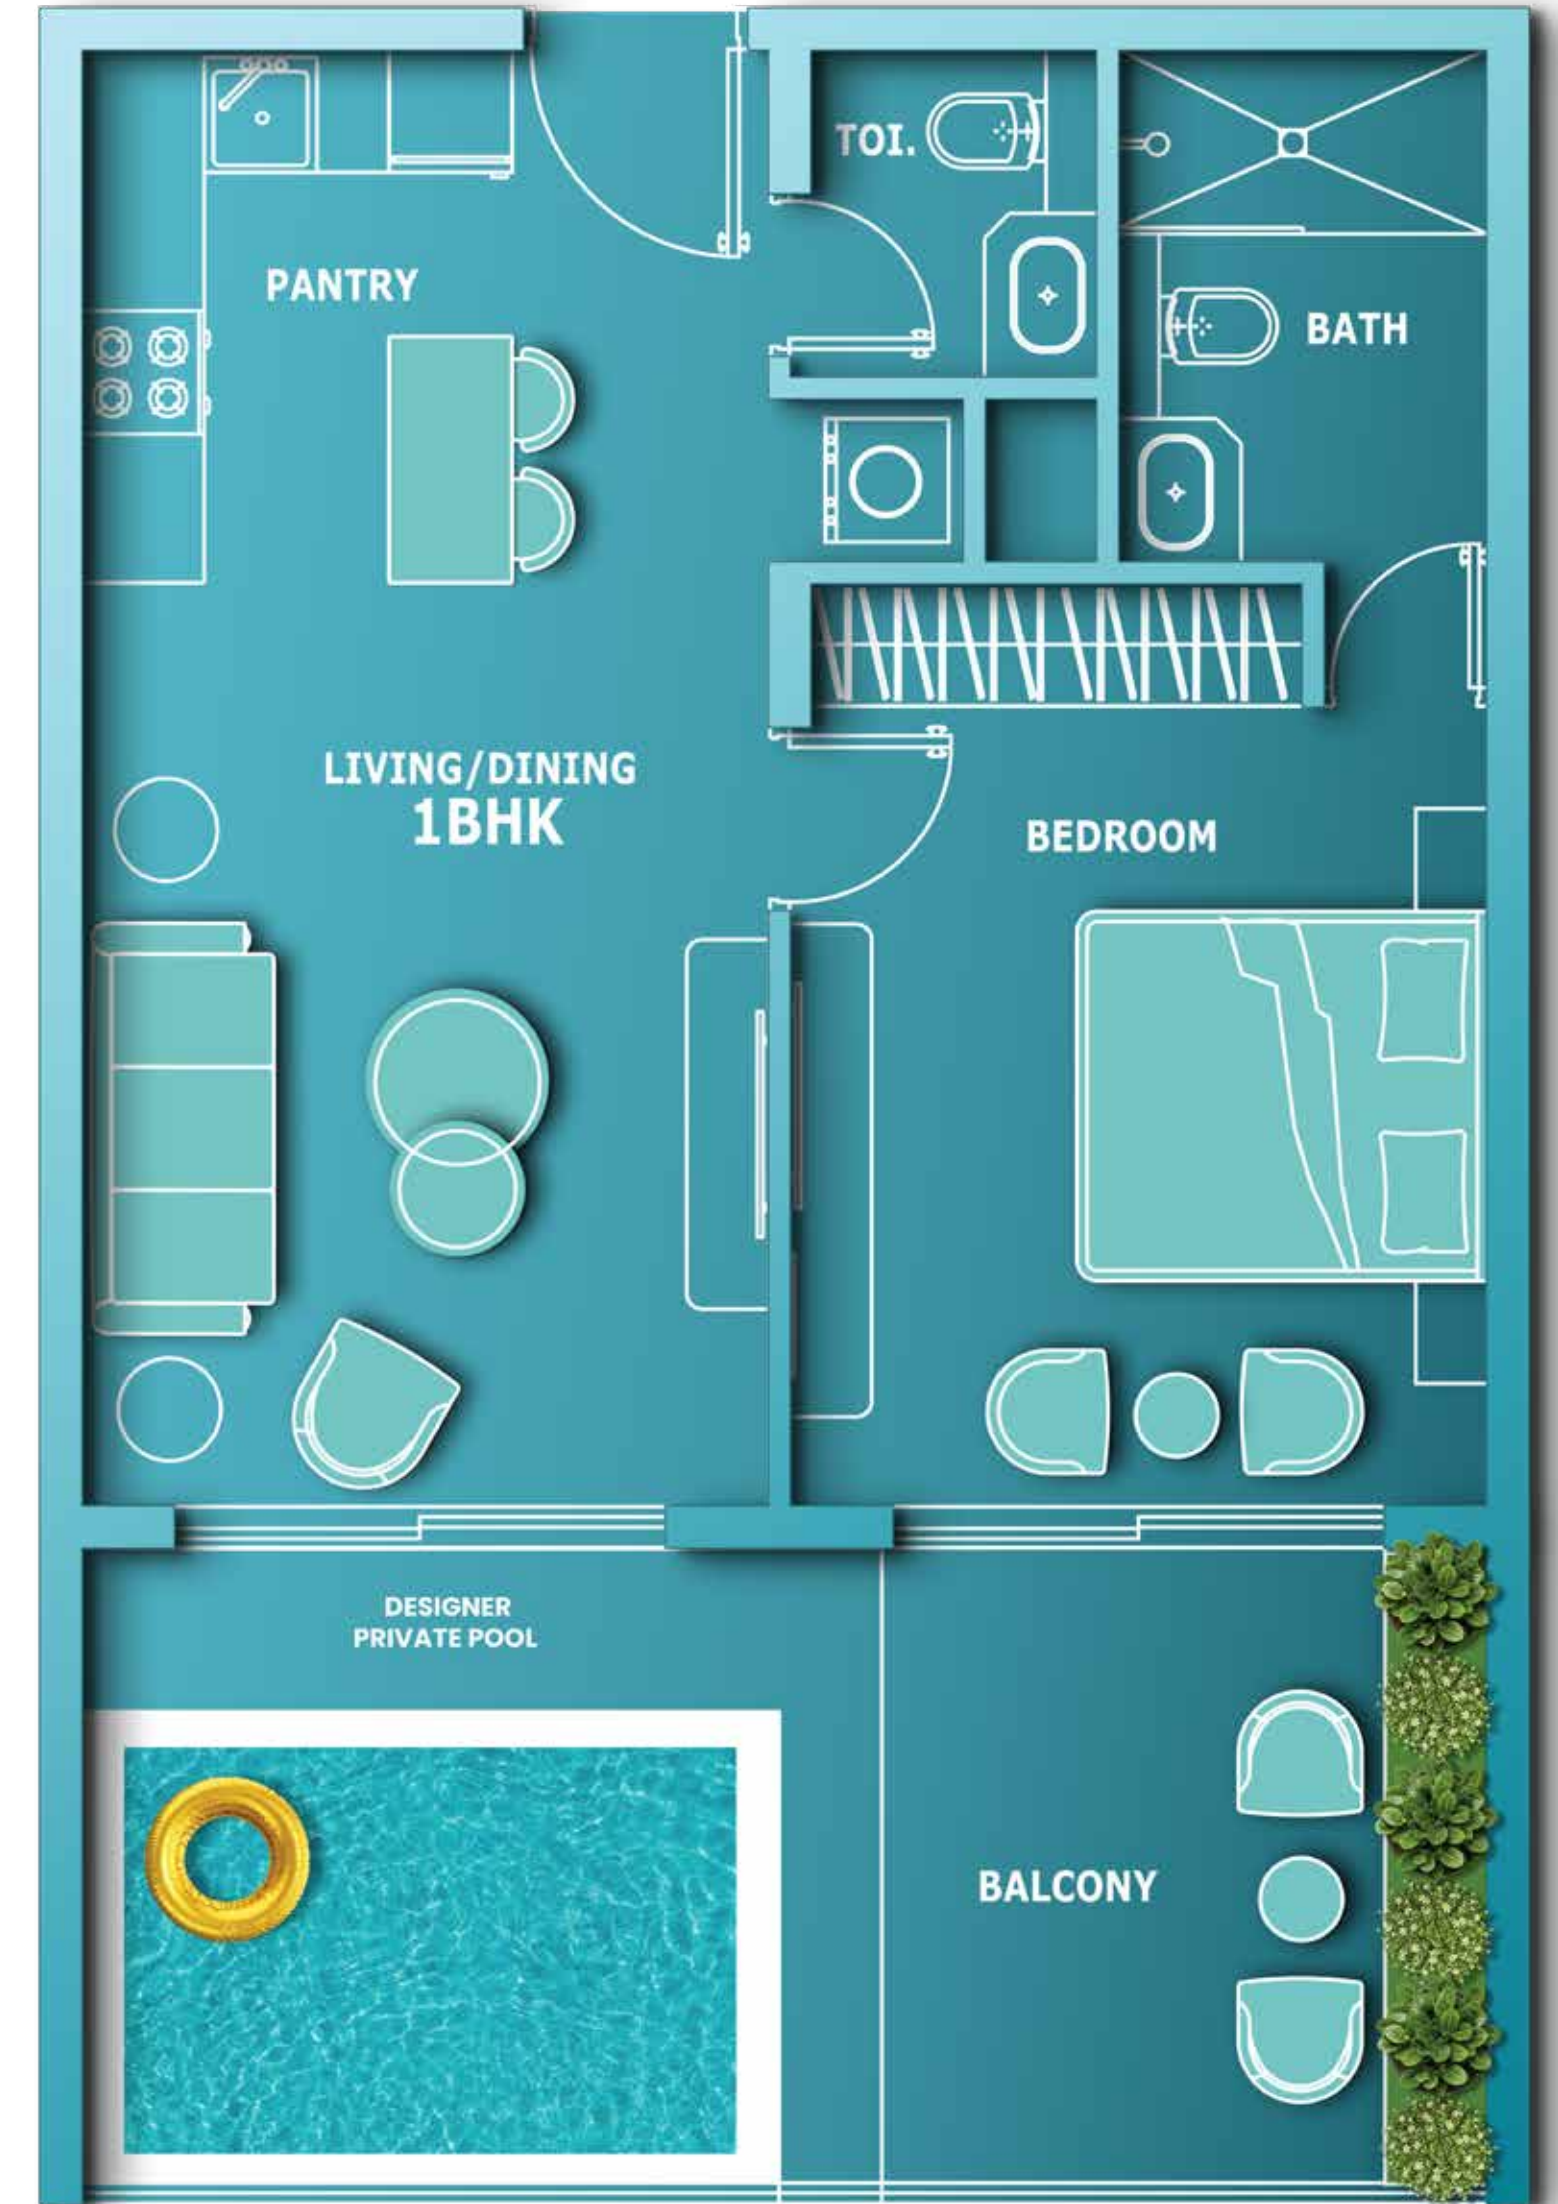 TOI.
PANTRY
BATH
LIVING/DINING
1BHK
BEDROOM
DESIGNER
PRIVATE POOL
BALCONY